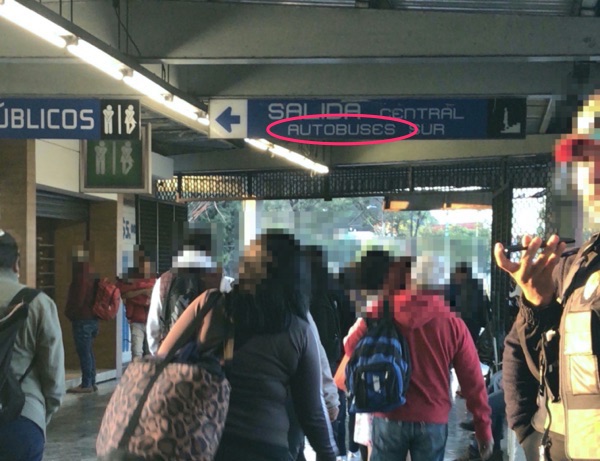 ÚBLICOS
SALIDA CENTRAL
AUTOBUSES SUR